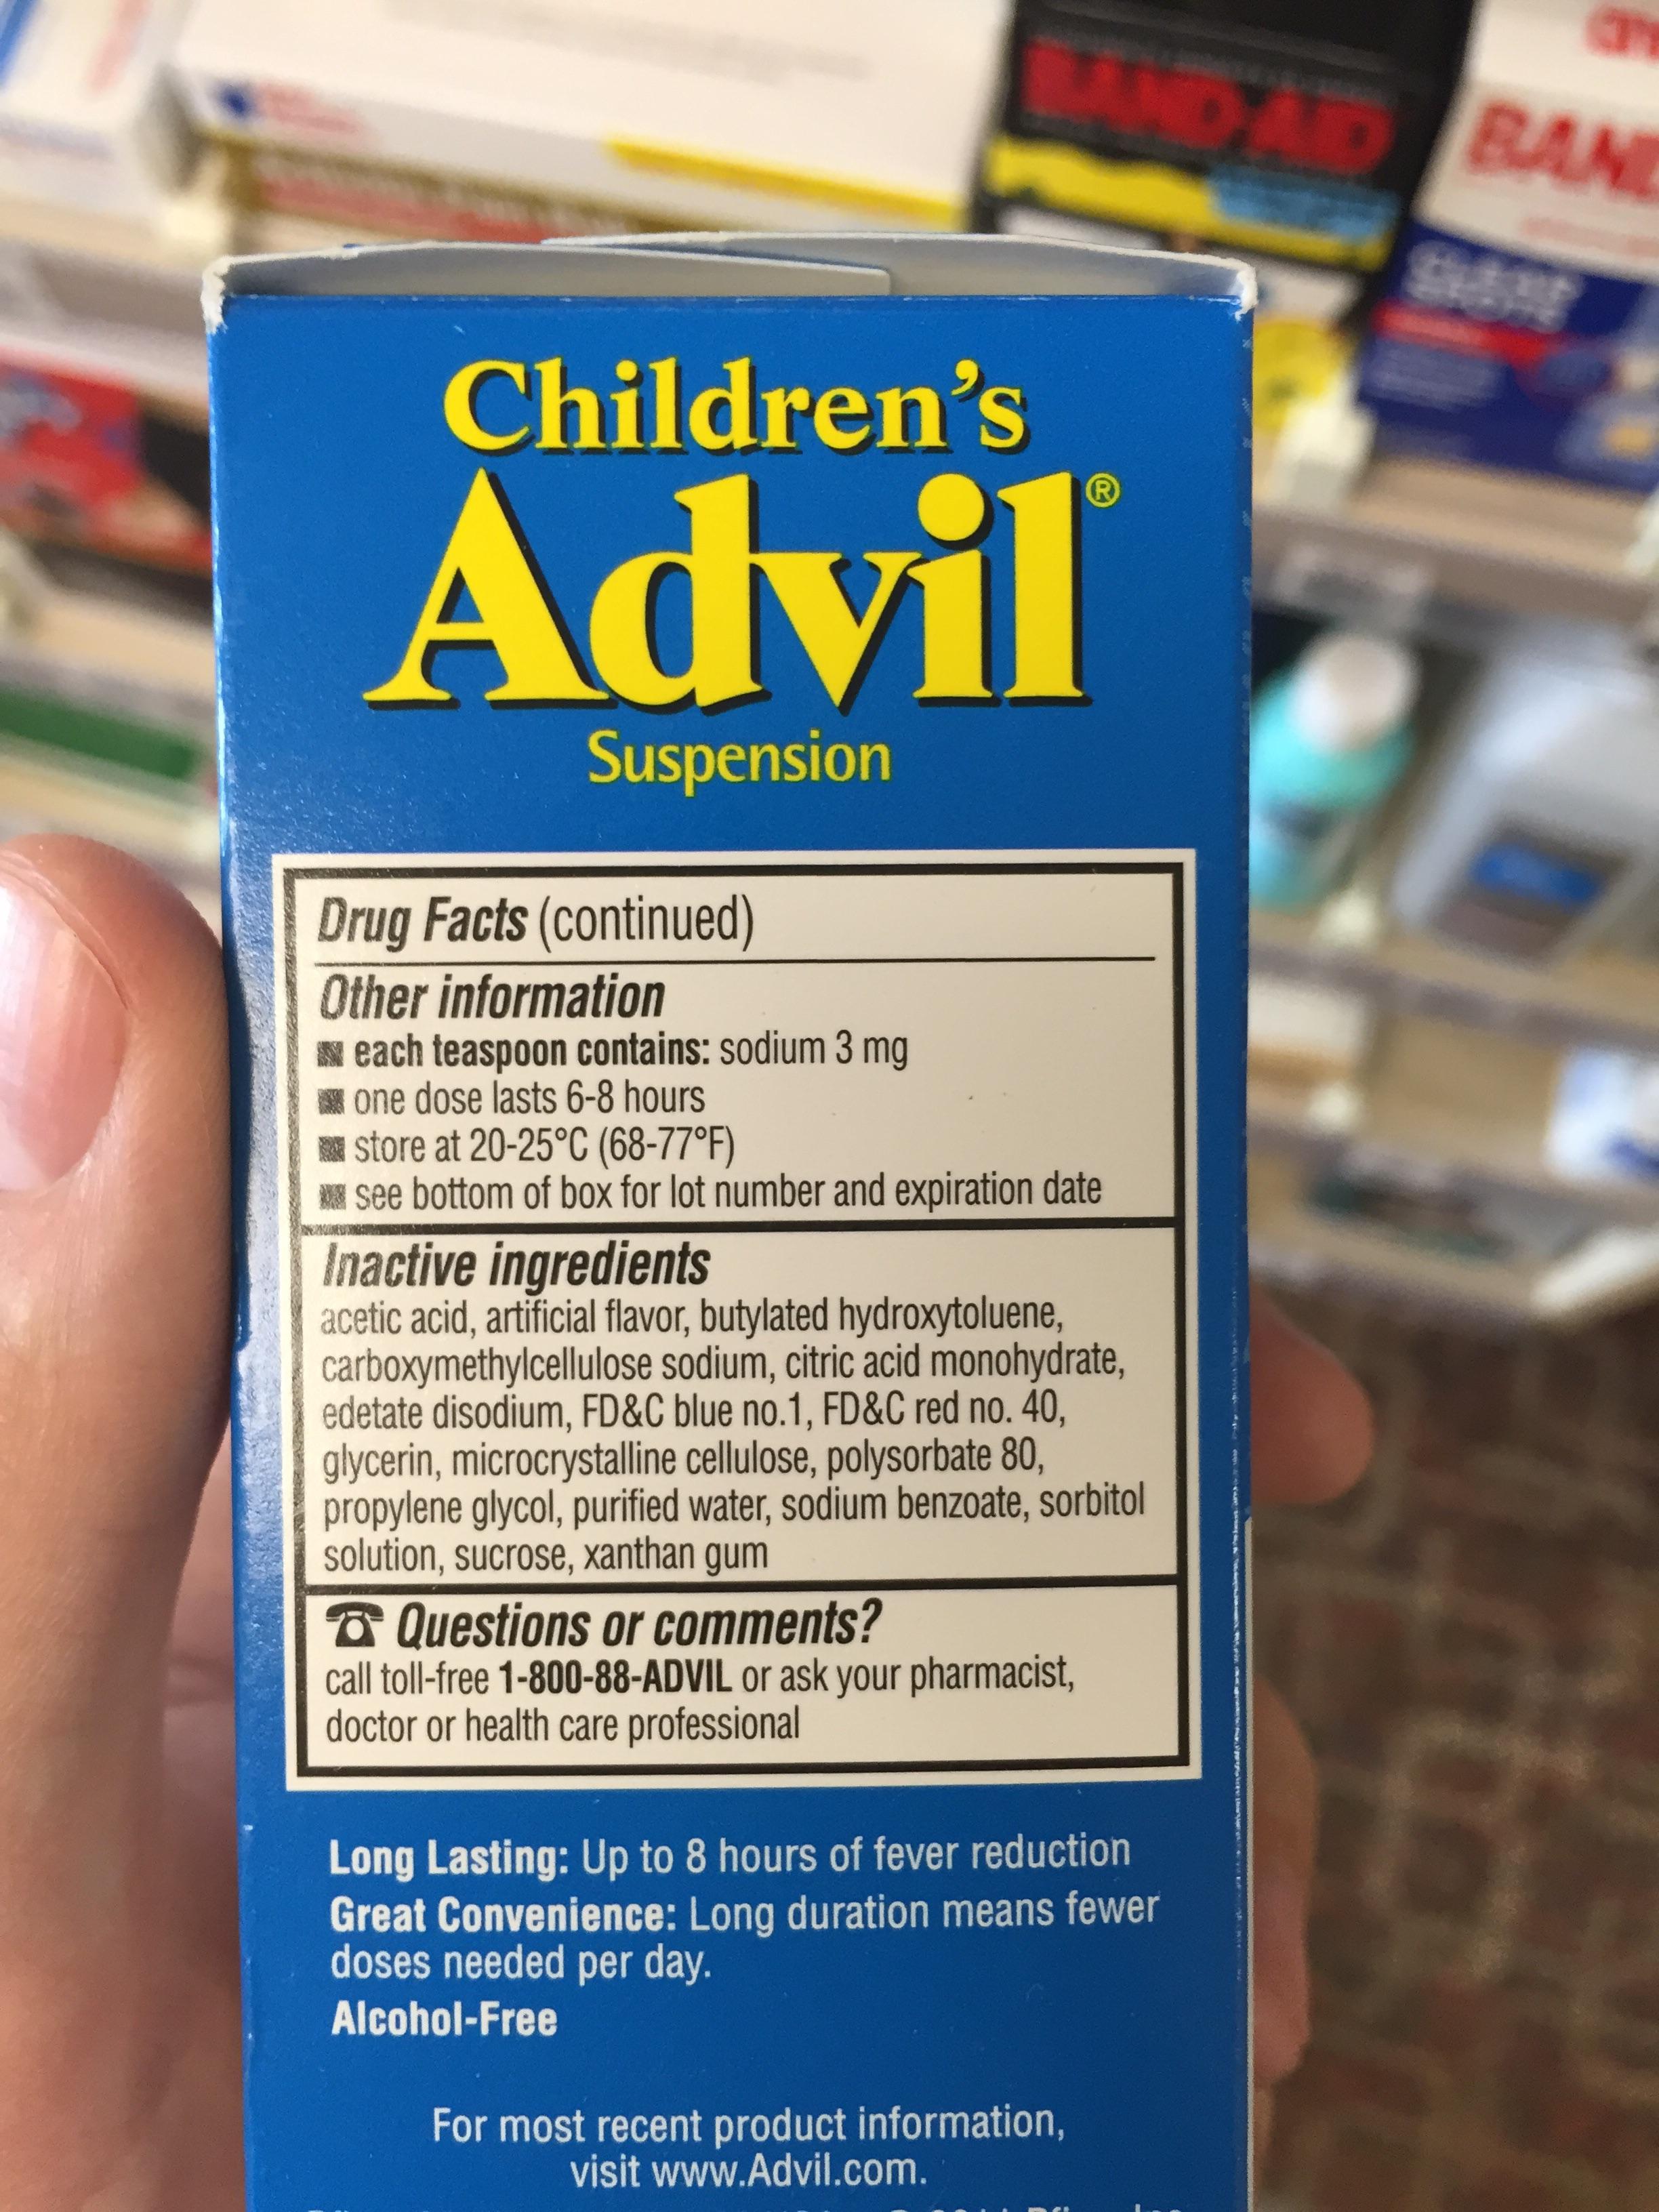 BAND-AID
BAND
CLEAR
SPOTS
Children's
Advil®
Suspension
Drug Facts (continued)
Other information
■ each teaspoon contains: sodium 3 mg
■ one dose lasts 6-8 hours
■ store at 20-25°C (68-77°F)
■ see bottom of box for lot number and expiration date
Inactive ingredients
acetic acid, artificial flavor, butylated hydroxytoluene,
carboxymethylcellulose sodium, citric acid monohydrate,
edetate disodium, FD&C blue no.1, FD&C red no. 40,
glycerin, microcrystalline cellulose, polysorbate 80,
propylene glycol, purified water, sodium benzoate, sorbitol
solution, sucrose, xanthan gum
☎ Questions or comments?
call toll-free 1-800-88-ADVIL or ask your pharmacist,
doctor or health care professional
Long Lasting: Up to 8 hours of fever reduction
Great Convenience: Long duration means fewer
doses needed per day.
Alcohol-Free
For most recent product information,
visit www.Advil.com.